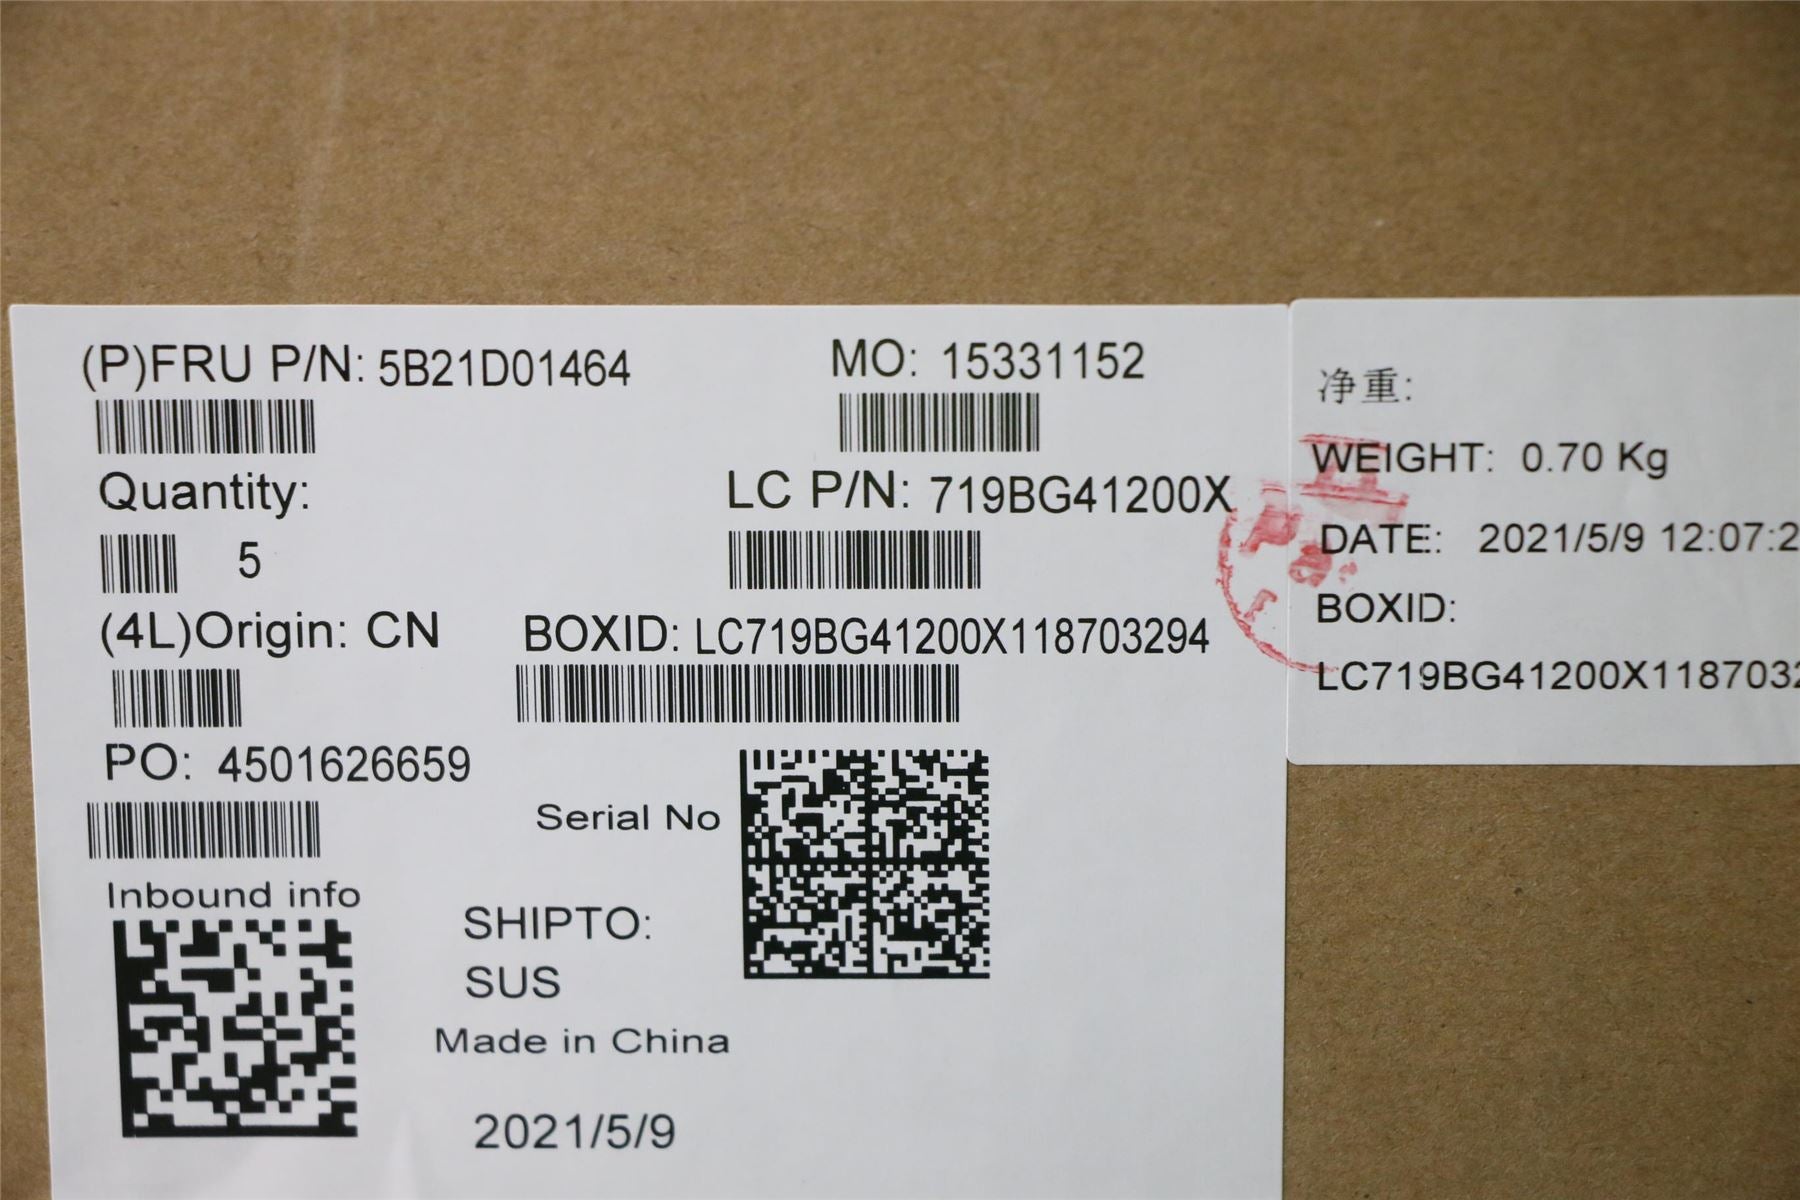 (P)FRU P/N: 5B21D01464
MO: 15331152
Quantity:
5
LC P/N: 719BG41200X
(4L)Origin: CN
BOXID: LC719BG41200X118703294
PO: 4501626659
Serial No
Inbound info
SHIPTO:
SUS
Made in China
2021/5/9
净重:
WEIGHT: 0.70 Kg
DATE: 2021/5/9 12:07:2
BOXID:
LC719BG41200X118703